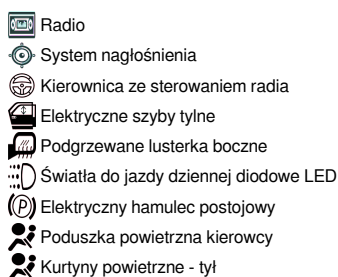 Radio
System nagłośnienia
Kierownica ze sterowaniem radia
Elektryczne szyby tylne
Podgrzewane lusterka boczne
Światła do jazdy dziennej diodowe LED
Elektryczny hamulec postojowy
Poduszka powietrzna kierowcy
Kurtyny powietrzne - tył